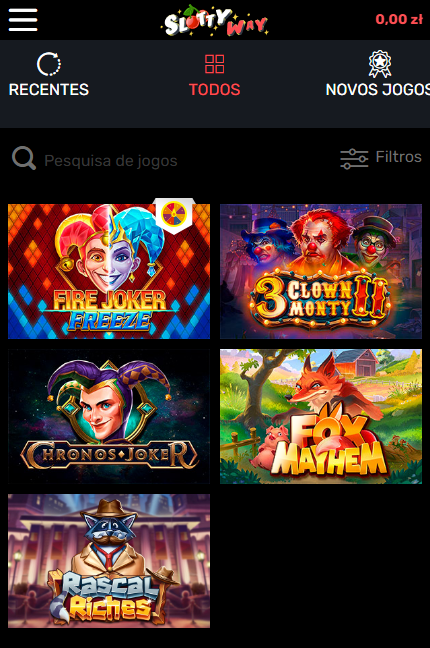 SLOTTY WAY
0,00 zł
RECENTES
TODOS
NOVOS JOGOS
Pesquisa de jogos
Filtros
FIRE JOKER
FREEZE
3 CLOWN
MONTY II
CHRONOS JOKER
FOX
MAYHEM
RASCAL
RICHES